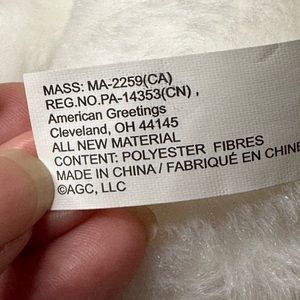 MASS: MA-2259(CA)
REG.NO.PA-14353(CN) ,
American Greetings
Cleveland, OH 44145
ALL NEW MATERIAL
CONTENT: POLYESTER FIBRES
MADE IN CHINA / FABRIQUÉ EN CHINE
©AGC, LLC